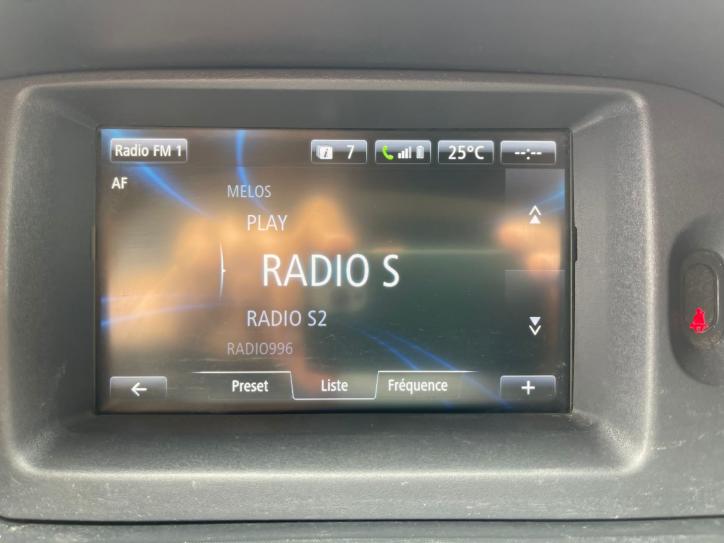 Radio FM 1
7
25°C
--:--
AF
MELOS
PLAY
RADIO S
RADIO S2
RADIO996
Preset
Liste
Fréquence
+